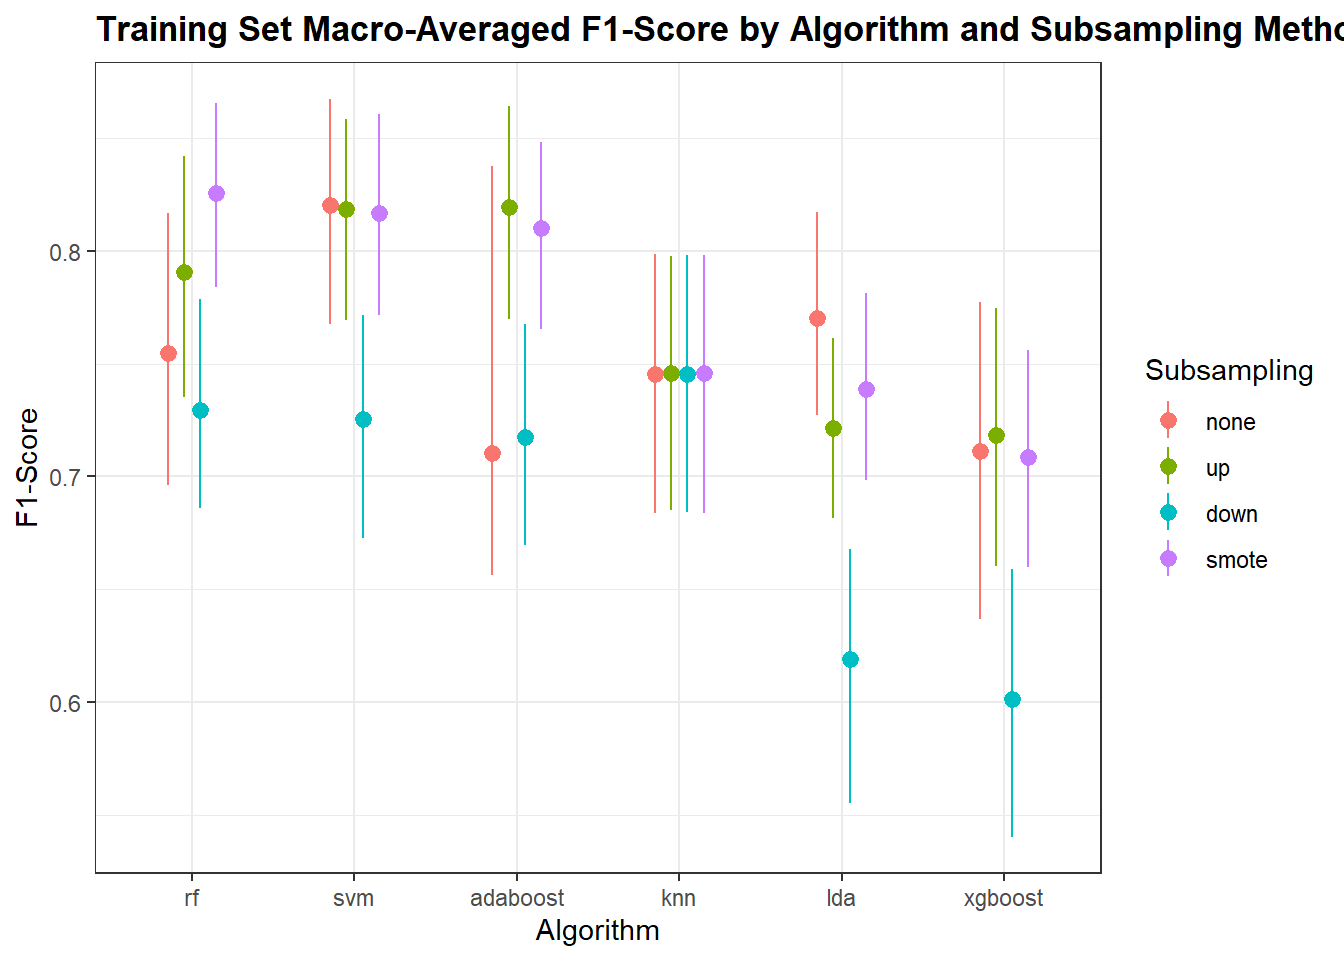 Training Set Macro-Averaged F1-Score by Algorithm and Subsampling Metho
F1-Score
0.8
0.7
0.6
rf svm adaboost knn lda xgboost
Algorithm
Subsampling
none
up
down
smote